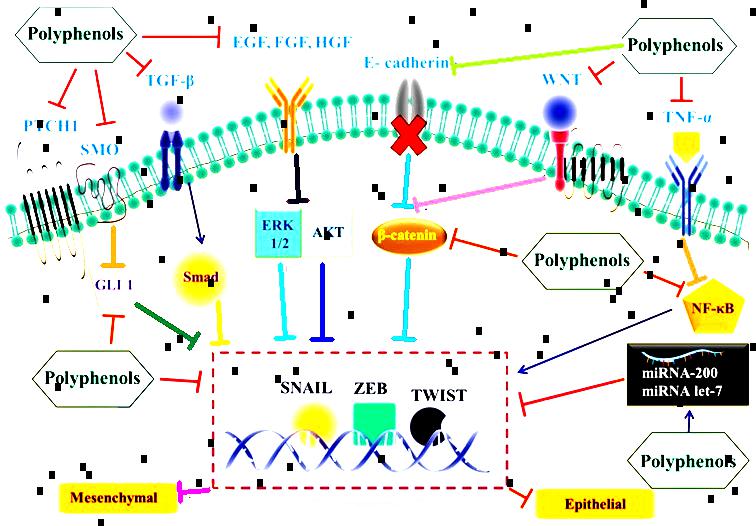 Polyphenols
EGF, FGF, HGF
Polyphenols
E- cadherin
TGF-β
WNT
PTCH1
TNF-α
SMO
ERK
1/2
AKT
β-catenin
Polyphenols
Smad
GLI 1
NF-κB
Polyphenols
miRNA-200
miRNA let-7
SNAIL ZEB TWIST
Polyphenols
Mesenchymal
Epithelial